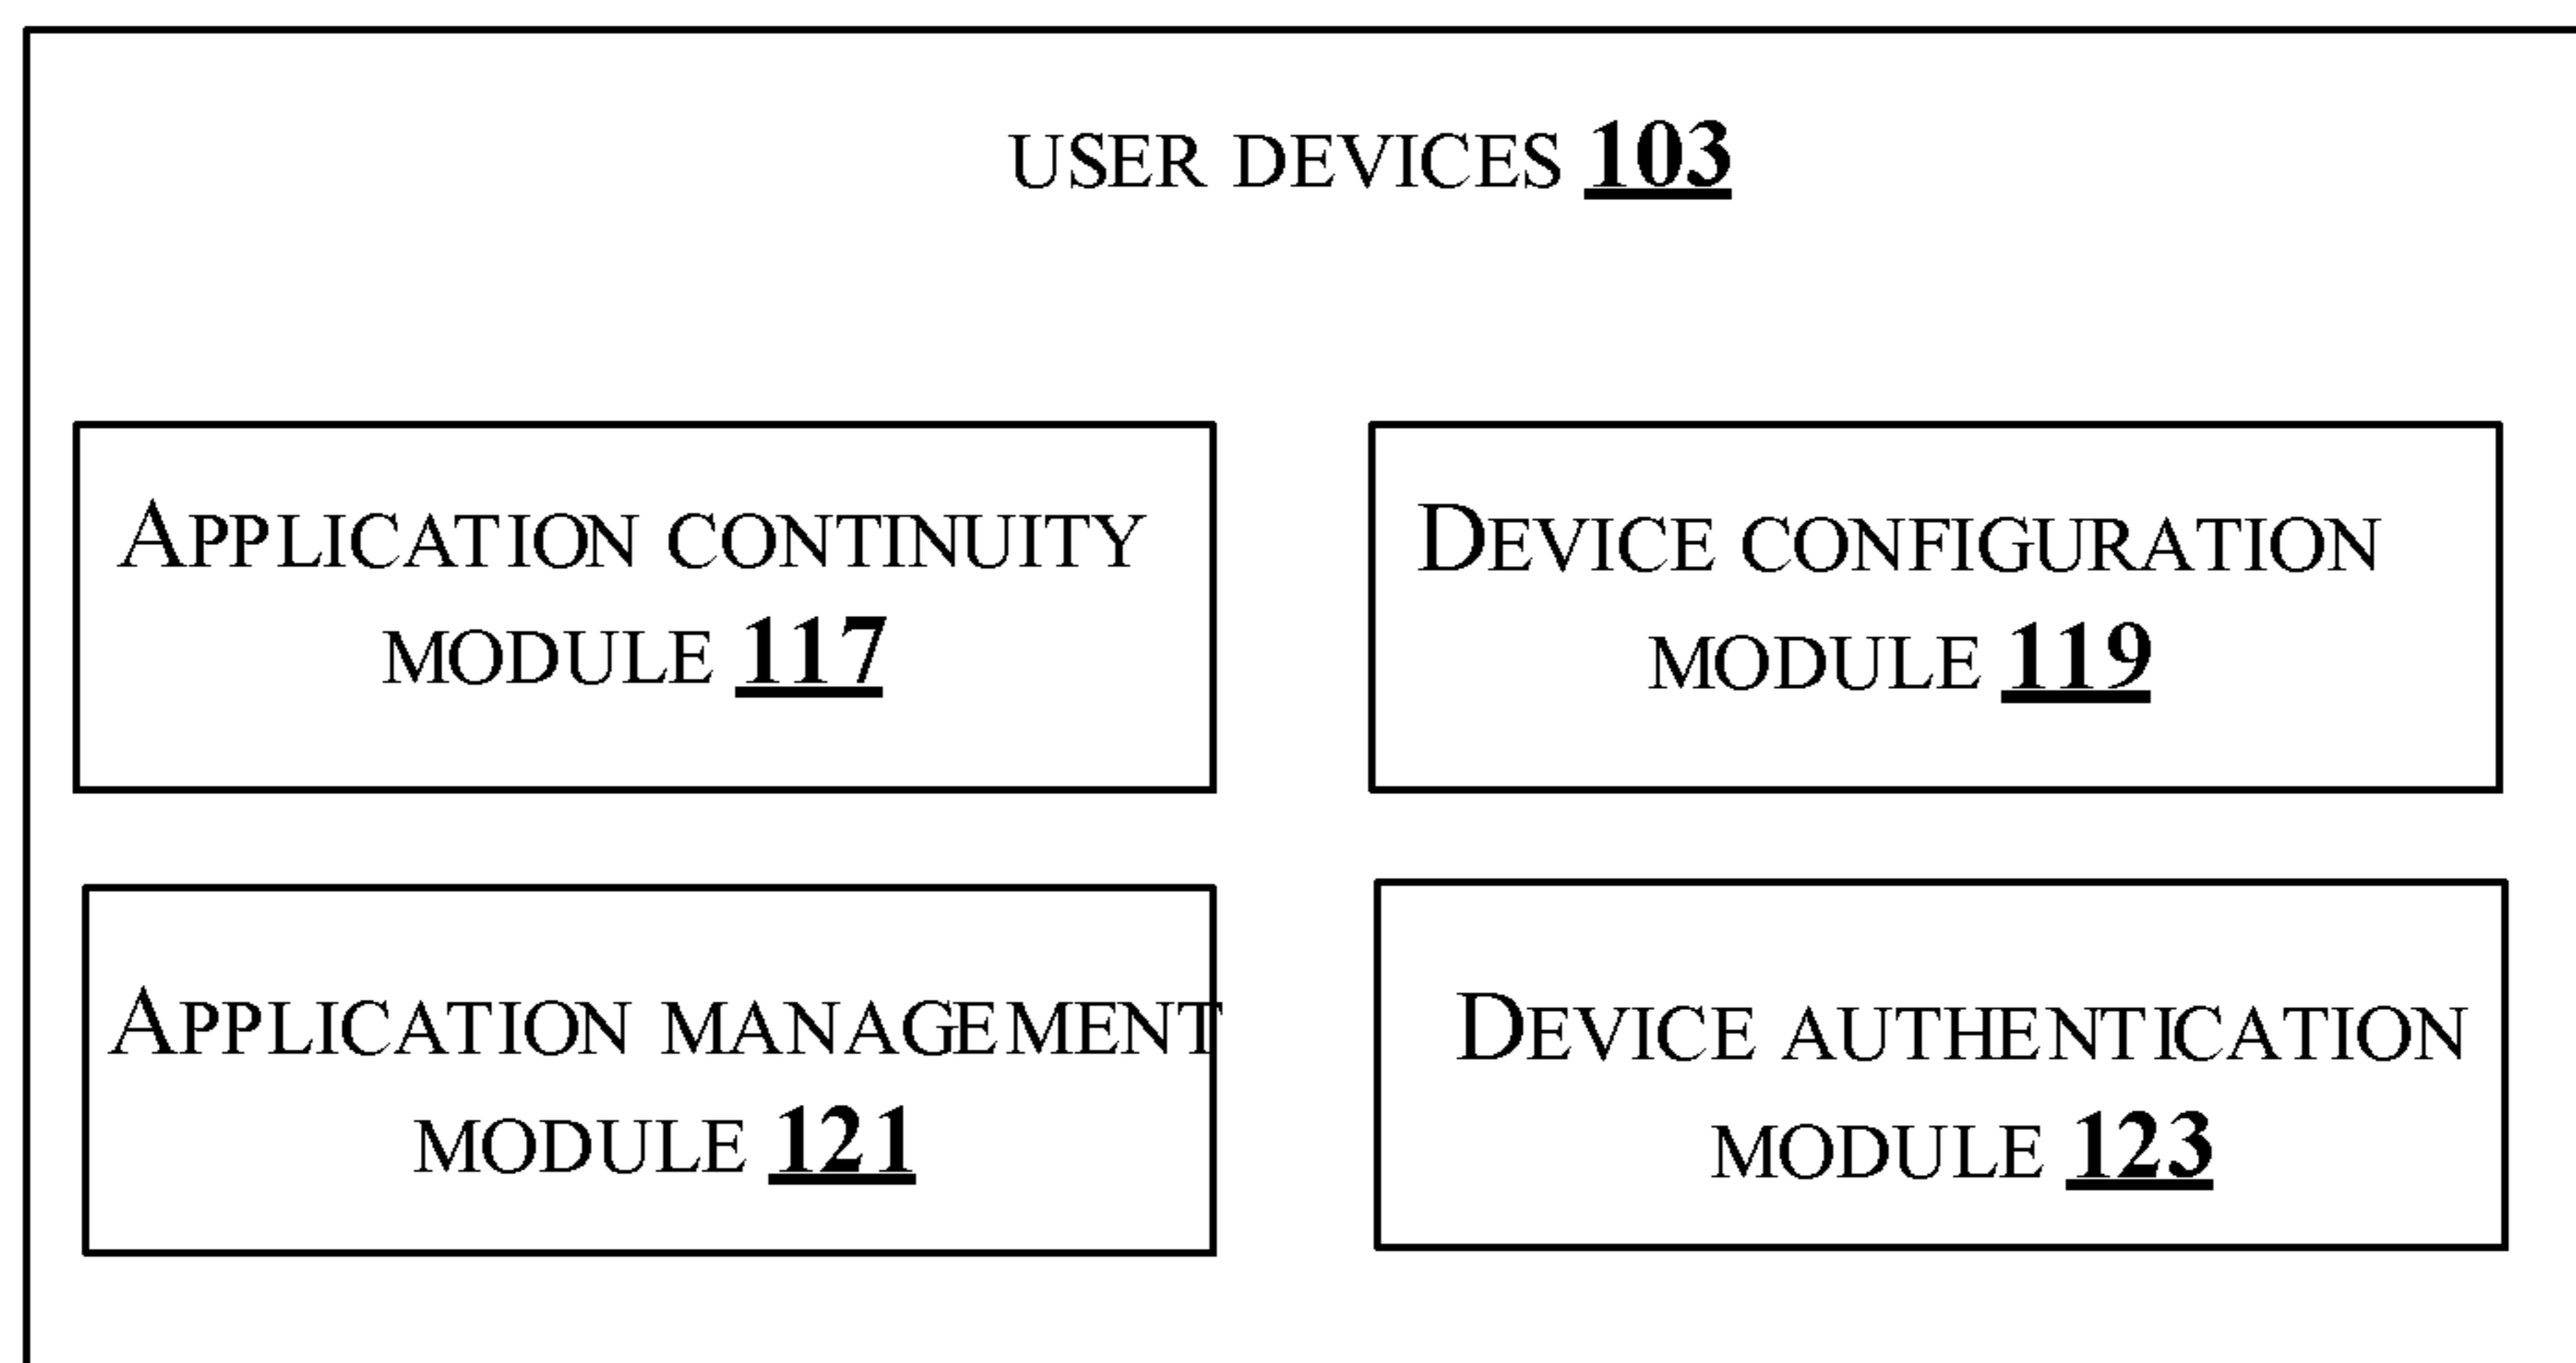 USER DEVICES 103
APPLICATION CONTINUITY
MODULE 117
DEVICE CONFIGURATION
MODULE 119
APPLICATION MANAGEMENT
MODULE 121
DEVICE AUTHENTICATION
MODULE 123